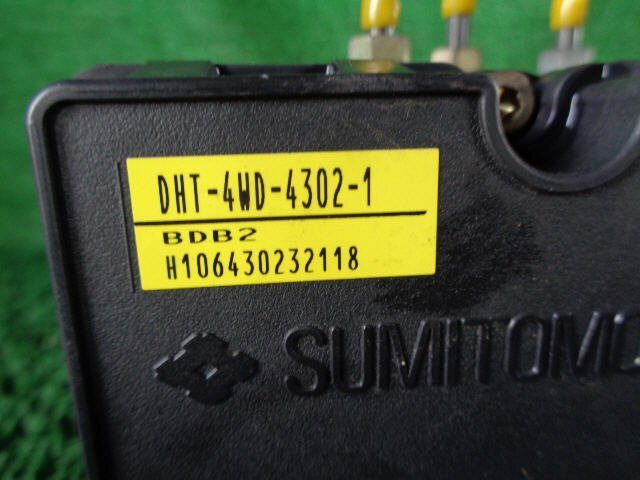 DHT-4WD-4302-1
BDB2
H106430232118
SUMITOMO